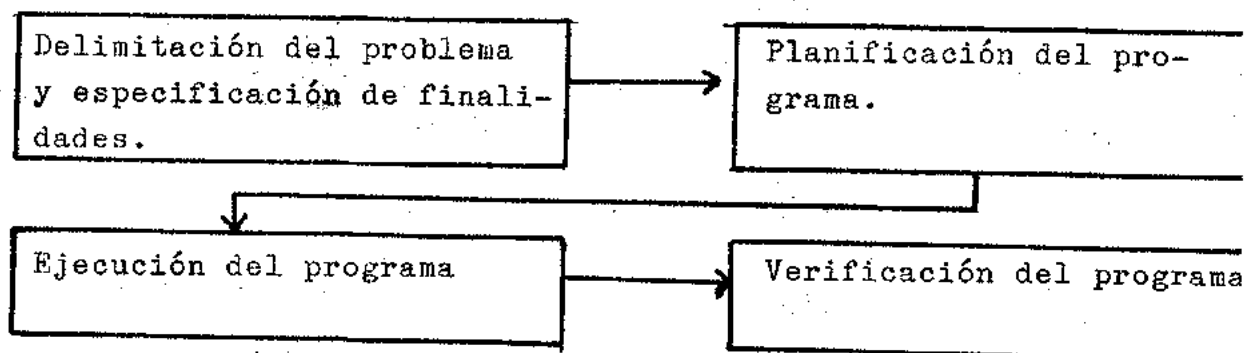 Delimitación del problema
y especificación de finali-
dades.
Planificación del pro-
grama.
Ejecución del programa
Verificación del programa